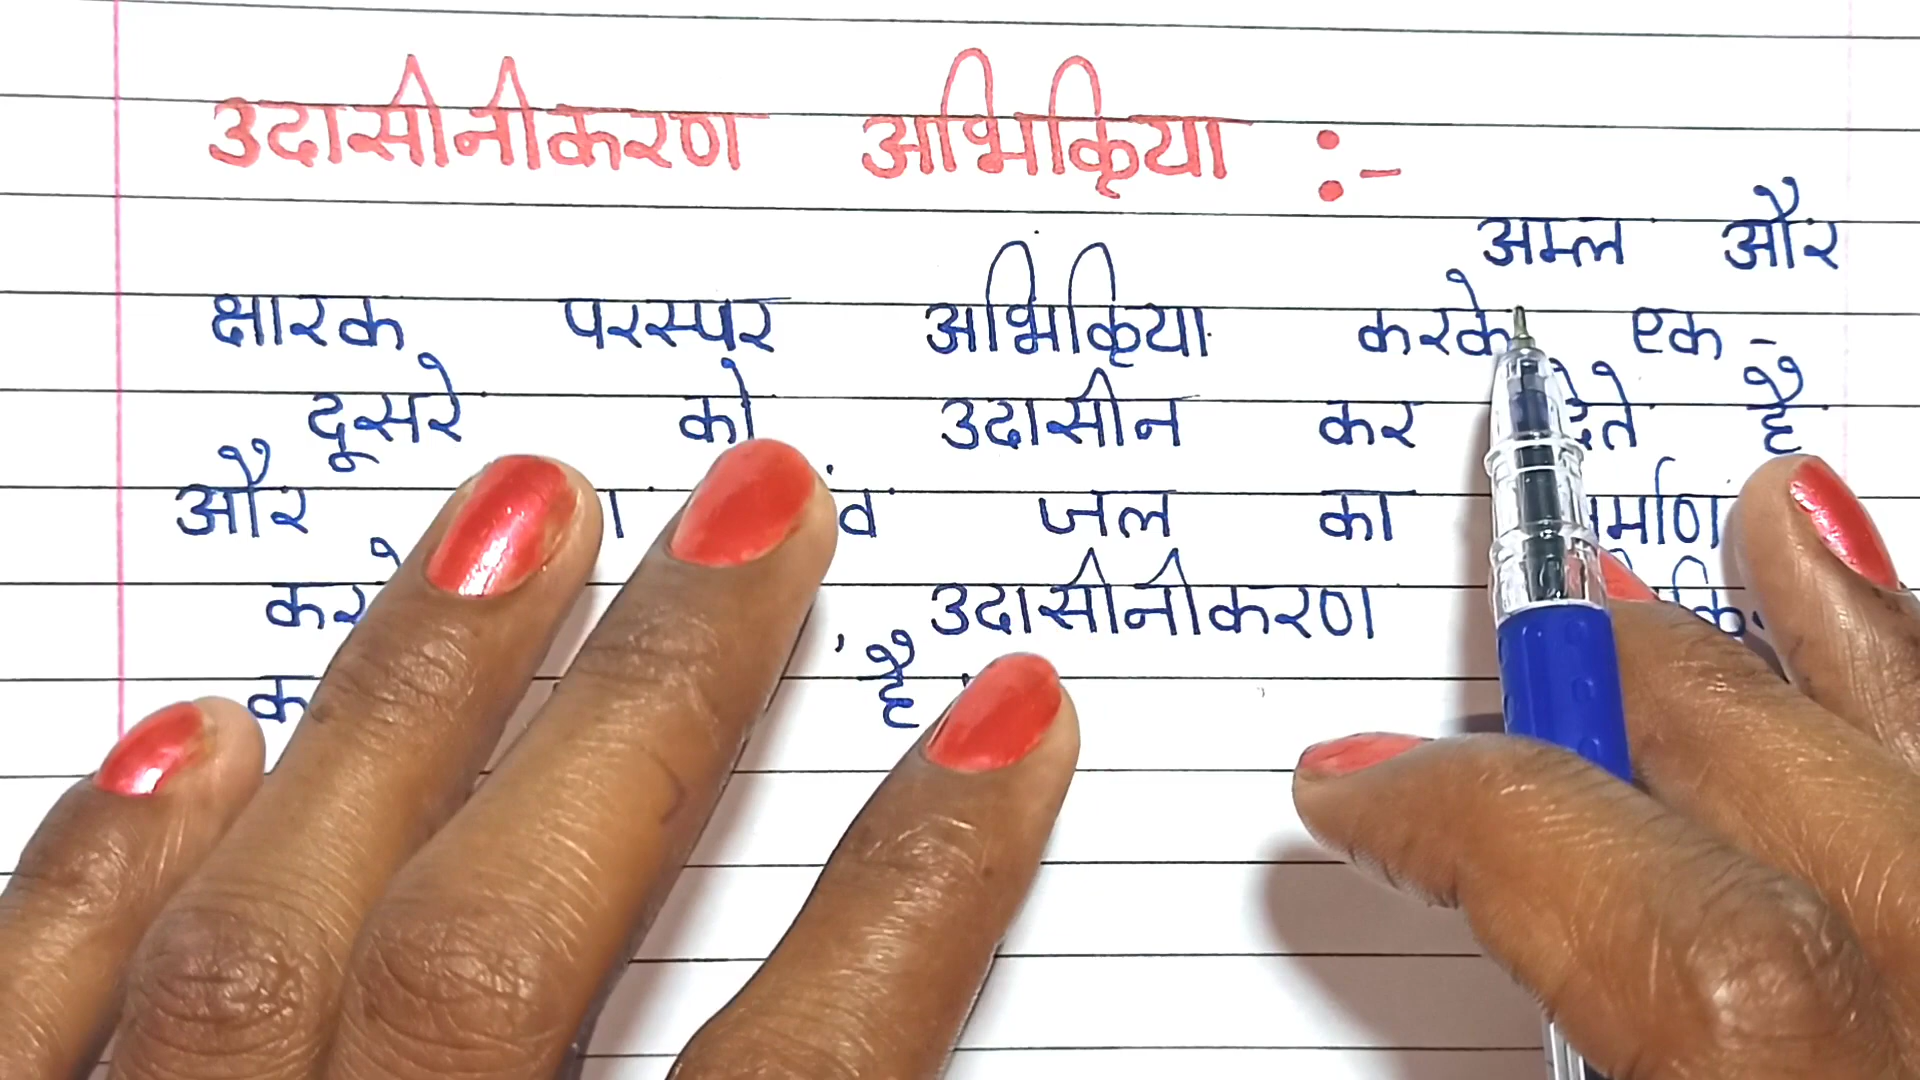 उदासीनीकरण अभिक्रिया :-
अम्ल और
क्षारक परस्पर अभिक्रिया करके एक-
दूसरे को उदासीन कर देते है
और जल का
उदासीनीकरण
है